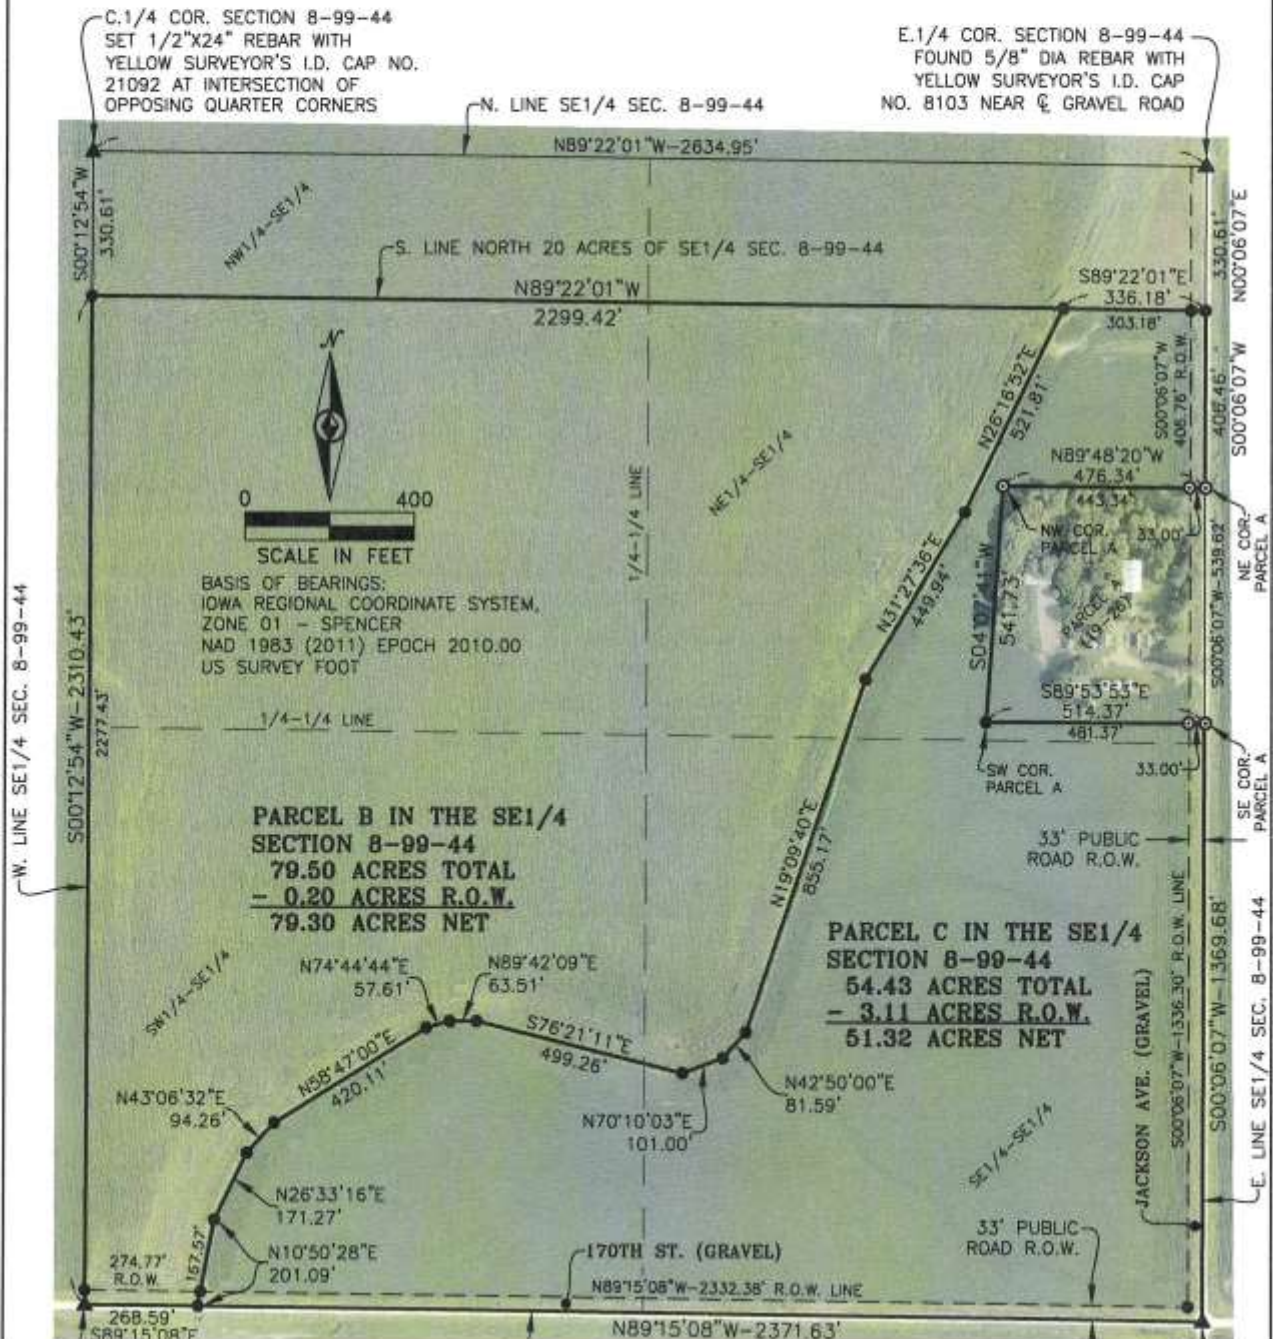 C.1/4 COR. SECTION 8-99-44
SET 1/2"X24" REBAR WITH
YELLOW SURVEYOR'S I.D. CAP NO.
21092 AT INTERSECTION OF
OPPOSING QUARTER CORNERS
E.1/4 COR. SECTION 8-99-44
FOUND 5/8" DIA REBAR WITH
YELLOW SURVEYOR'S I.D. CAP
NO. 8103 NEAR ℄ GRAVEL ROAD
N. LINE SE1/4 SEC. 8-99-44
N89°22'01"W-2634.95'
S00°12'54"W
330.61'
NW1/4-SE1/4
330.61'
N00°06'07"E
S. LINE NORTH 20 ACRES OF SE1/4 SEC. 8-99-44
N89°22'01"W
2299.42'
S89°22'01"E
336.18'
303.18'
N
0 400
SCALE IN FEET
BASIS OF BEARINGS:
IOWA REGIONAL COORDINATE SYSTEM,
ZONE 01 - SPENCER
NAD 1983 (2011) EPOCH 2010.00
US SURVEY FOOT
N26°16'52"E
521.81'
S00°06'07"W
406.76' R.O.W.
406.46'
S00°06'07"W
NE1/4-SE1/4
1/4-1/4 LINE
N89°48'20"W
476.34'
443.34'
NW COR.
PARCEL A
33.00'
NE COR.
PARCEL A
N31°27'36"E
449.94'
S04°07'41"W
541.73'
PARCEL "A"
(19-26)
S00°06'07"W-539.62'
S89°53'53"E
514.37'
481.37'
SW COR.
PARCEL A
33.00'
SE COR.
PARCEL A
W. LINE SE1/4 SEC. 8-99-44
S00°12'54"W-2310.43'
2277.43'
1/4-1/4 LINE
PARCEL B IN THE SE1/4
SECTION 8-99-44
79.50 ACRES TOTAL
- 0.20 ACRES R.O.W.
79.30 ACRES NET
N19°09'40"E
855.17'
33' PUBLIC
ROAD R.O.W.
PARCEL C IN THE SE1/4
SECTION 8-99-44
54.43 ACRES TOTAL
- 3.11 ACRES R.O.W.
51.32 ACRES NET
SW1/4-SE1/4
N74°44'44"E
57.61'
N89°42'09"E
63.51'
S76°21'11"E
499.26'
N58°47'00"E
420.11'
N43°06'32"E
94.26'
N42°50'00"E
81.59'
N70°10'03"E
101.00'
SE1/4-SE1/4
JACKSON AVE. (GRAVEL)
S00°06'07"W-1336.30' R.O.W. LINE
S00°06'07"W-1369.68'
E. LINE SE1/4 SEC. 8-99-44
N26°33'16"E
171.27'
N10°50'28"E
201.09'
167.57'
274.77'
R.O.W.
170TH ST. (GRAVEL)
33' PUBLIC
ROAD R.O.W.
N89°15'08"W-2332.38' R.O.W. LINE
268.59'
S89°15'08"E
N89°15'08"W-2371.63'